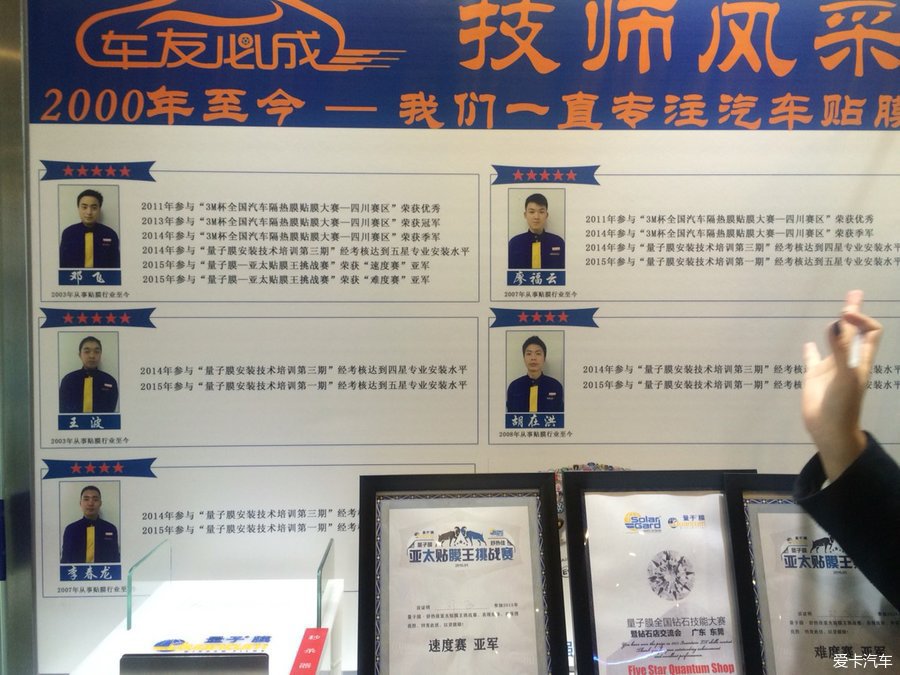 车友必成
技师风采
2000年至今 — 我们一直专注汽车贴膜
2011年参与“3M杯全国汽车隔热膜贴膜大赛—四川赛区”荣获优秀
2013年参与“3M杯全国汽车隔热膜贴膜大赛—四川赛区”荣获冠军
2014年参与“3M杯全国汽车隔热膜贴膜大赛—四川赛区”荣获季军
2014年参与“量子膜安装技术培训第三期”经考核达到五星专业安装水平
2015年参与“量子膜—亚太贴膜王挑战赛”荣获“速度赛”亚军
2015年参与“量子膜—亚太贴膜王挑战赛”荣获“难度赛”亚军
邓飞
2003年从事贴膜行业至今
2011年参与“3M杯全国汽车隔热膜贴膜大赛—四川赛区”荣获优秀
2014年参与“3M杯全国汽车隔热膜贴膜大赛—四川赛区”荣获季军
2014年参与“量子膜安装技术培训第三期”经考核达到五星专业安装水平
2015年参与“量子膜安装技术培训第一期”经考核达到五星专业安装水平
廖福云
2007年从事贴膜行业至今
2014年参与“量子膜安装技术培训第三期”经考核达到四星专业安装水平
2015年参与“量子膜安装技术培训第一期”经考核达到五星专业安装水平
王波
2003年从事贴膜行业至今
2014年参与“量子膜安装技术培训第三期”经考核
2015年参与“量子膜安装技术培训第一期”经考核
专业安装水平
专业安装水平
胡在洪
2008年从事贴膜行业至今
2014年参与“量子膜安装技术培训第三期”经考
2015年参与“量子膜安装技术培训第一期”经考
李春龙
2007年从事贴膜行业至今
量子膜
亚太贴膜王挑战赛
速度赛 亚军
Solar Gard
量子膜
Quantum
量子膜全国钻石技能大赛
暨钻石店交流会 广东 东莞
Five Star Quantum Shop
亚太贴膜王
难度赛 亚军
量子膜
爱卡汽车